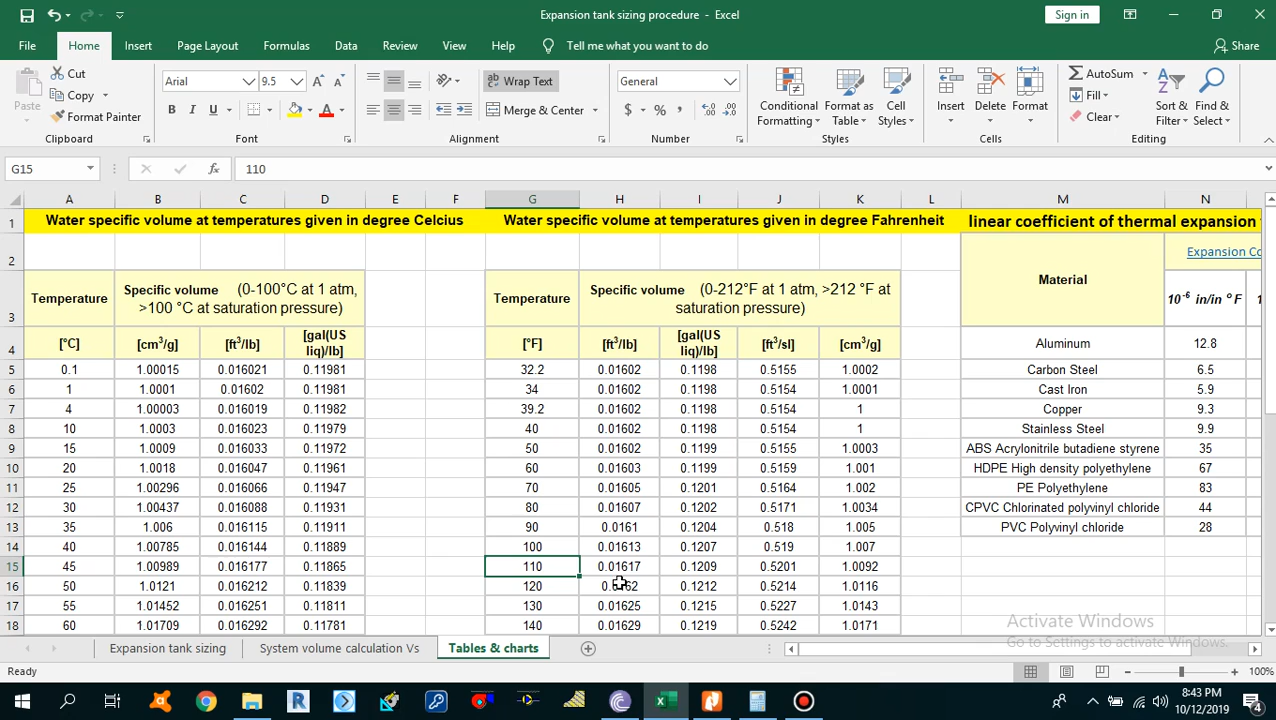 Expansion tank sizing procedure - Excel
Sign in
File Home Insert Page Layout Formulas Data Review View Help Tell me what you want to do Share
Paste Cut Copy Format Painter
Clipboard
Arial 9.5
B I U
Font
Wrap Text
Merge & Center
Alignment
General
$ % ,
Number
Conditional Formatting Format as Table Cell Styles
Styles
Insert Delete Format
Cells
AutoSum Fill Clear Sort & Filter Find & Select
Editing
G15 fx 110
A B C D E F G H I J K L M N
1 Water specific volume at temperatures given in degree Celcius Water specific volume at temperatures given in degree Fahrenheit linear coefficient of thermal expansion
2 Material Expansion Co
3 Temperature Specific volume (0-100°C at 1 atm, >100 °C at saturation pressure) Temperature Specific volume (0-212°F at 1 atm, >212 °F at saturation pressure) 10⁻⁶ in/in °F
4 [°C] [cm³/g] [ft³/lb] [gal(US liq)/lb] [°F] [ft³/lb] [gal(US liq)/lb] [ft³/sl] [cm³/g] Aluminum 12.8
5 0.1 1.00015 0.016021 0.11981 32.2 0.01602 0.1198 0.5155 1.0002 Carbon Steel 6.5
6 1 1.0001 0.01602 0.11981 34 0.01602 0.1198 0.5154 1.0001 Cast Iron 5.9
7 4 1.00003 0.016019 0.11982 39.2 0.01602 0.1198 0.5154 1 Copper 9.3
8 10 1.0003 0.016023 0.11979 40 0.01602 0.1198 0.5154 1 Stainless Steel 9.9
9 15 1.0009 0.016033 0.11972 50 0.01602 0.1199 0.5155 1.0003 ABS Acrylonitrile butadiene styrene 35
10 20 1.0018 0.016047 0.11961 60 0.01603 0.1199 0.5159 1.001 HDPE High density polyethylene 67
11 25 1.00296 0.016066 0.11947 70 0.01605 0.1201 0.5164 1.002 PE Polyethylene 83
12 30 1.00437 0.016088 0.11931 80 0.01607 0.1202 0.5171 1.0034 CPVC Chlorinated polyvinyl chloride 44
13 35 1.006 0.016115 0.11911 90 0.0161 0.1204 0.518 1.005 PVC Polyvinyl chloride 28
14 40 1.00785 0.016144 0.11889 100 0.01613 0.1207 0.519 1.007
15 45 1.00989 0.016177 0.11865 110 0.01617 0.1209 0.5201 1.0092
16 50 1.0121 0.016212 0.11839 120 0.1212 0.5214 1.0116
17 55 1.01452 0.016251 0.11811 130 0.01625 0.1215 0.5227 1.0143
18 60 1.01709 0.016292 0.11781 140 0.01629 0.1219 0.5242 1.0171
Activate Windows
Go to Settings to activate Windows.
Expansion tank sizing System volume calculation Vs Tables & charts
Ready 100%
8:43 PM
10/12/2019
4